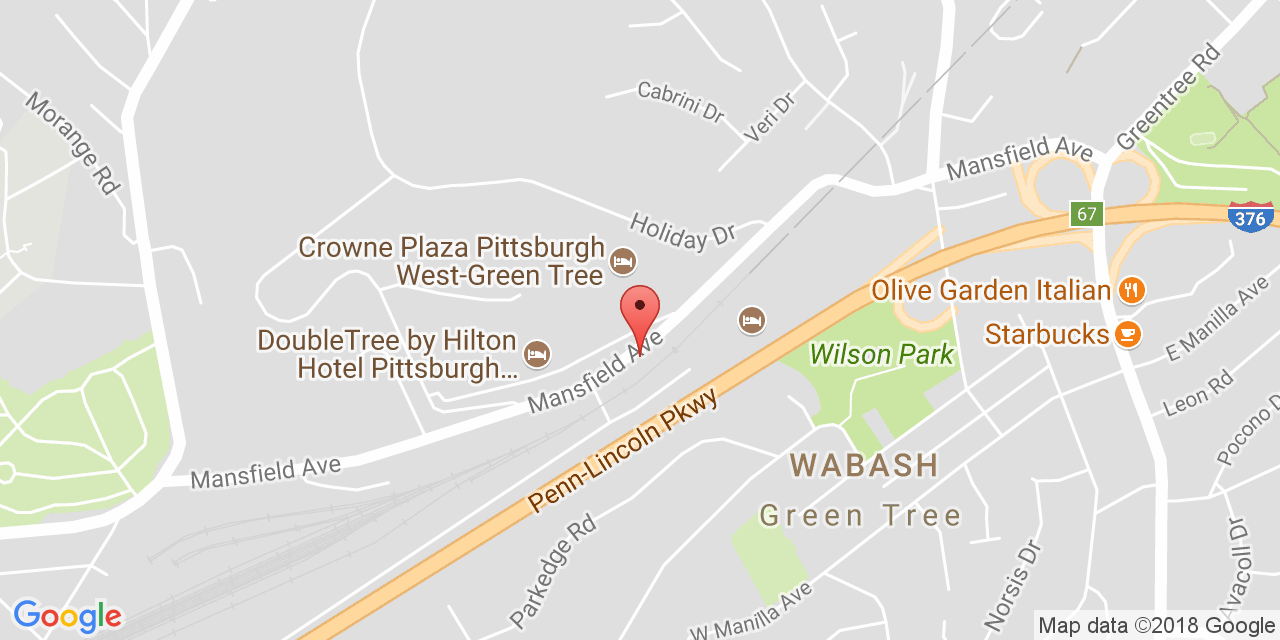 Greentree Rd
Cabrini Dr
Veri Dr
Morange Rd
Mansfield Ave
67
376
Holiday Dr
Crowne Plaza Pittsburgh
West-Green Tree
Olive Garden Italian
Starbucks
E Manilla Ave
DoubleTree by Hilton
Hotel Pittsburgh...
Mansfield Ave
Wilson Park
Leon Rd
Penn-Lincoln Pkwy
Pocono D
Mansfield Ave
WABASH
Green Tree
Parkedge Rd
Norsis Dr
Avacoll Dr
W Manilla Ave
Google
Map data ©2018 Google